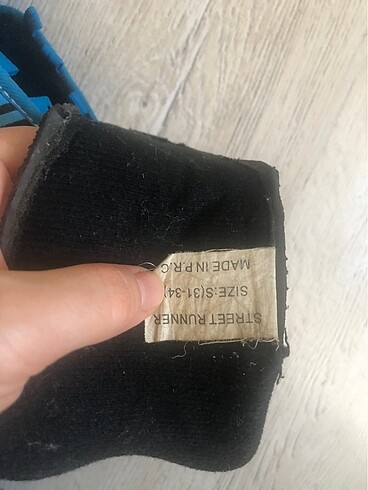 STREET RUNNER
SIZE:S(31-34)
MADE IN P.R.C